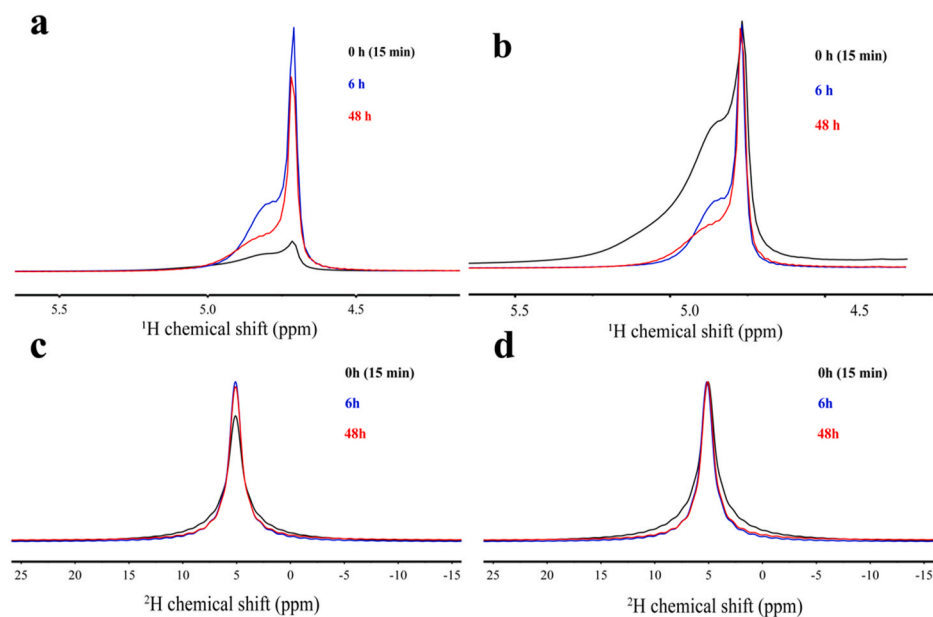 a
0 h (15 min)
6 h
48 h
5.5 5.0 4.5
¹H chemical shift (ppm)
b
0 h (15 min)
6 h
48 h
5.5 5.0 4.5
¹H chemical shift (ppm)
c
0h (15 min)
6h
48h
25 20 15 10 5 0 -5 -10 -15
²H chemical shift (ppm)
d
0h (15 min)
6h
48h
25 20 15 10 5 0 -5 -10 -15
²H chemical shift (ppm)